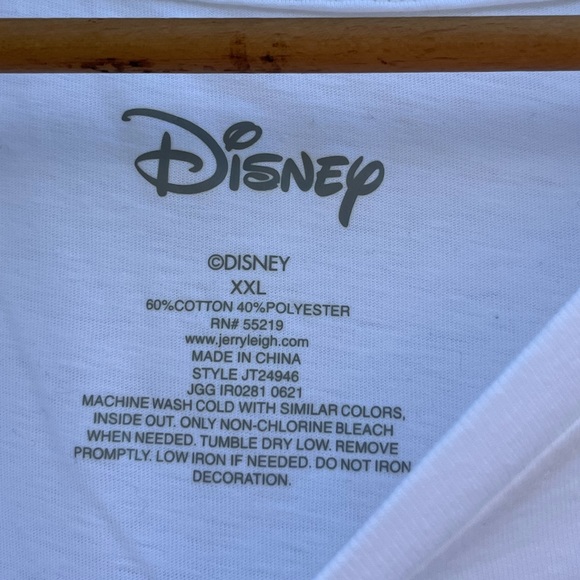 Disney
©DISNEY
XXL
60%COTTON 40%POLYESTER
RN# 55219
www.jerryleigh.com
MADE IN CHINA
STYLE JT24946
JGG IR0281 0621
MACHINE WASH COLD WITH SIMILAR COLORS,
INSIDE OUT. ONLY NON-CHLORINE BLEACH
WHEN NEEDED. TUMBLE DRY LOW. REMOVE
PROMPTLY. LOW IRON IF NEEDED. DO NOT IRON
DECORATION.